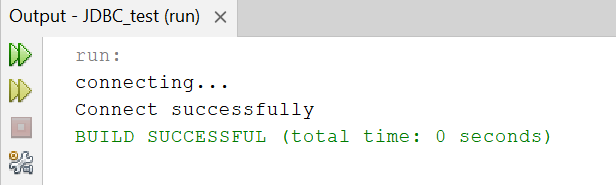 Output - JDBC_test (run)
run:
connecting...
Connect successfully
BUILD SUCCESSFUL (total time: 0 seconds)